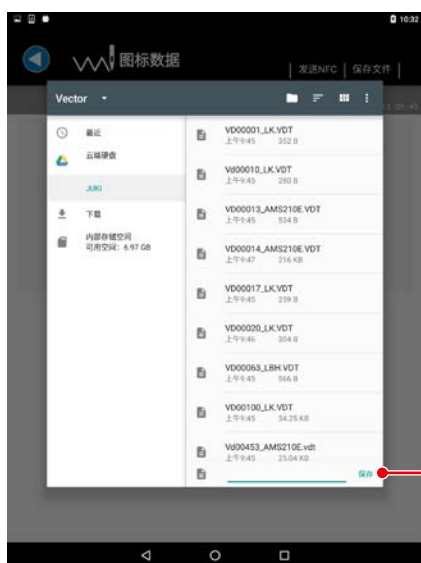 10:32
图标数据
发送NFC
保存文件
Vector
最近
云端硬盘
JUKI
下载
内部存储空间
可用空间: 6.97 GB
VD00001_LK.VDT
上午9:45 352 B
Vd00010_LK.VDT
上午9:45 280 B
VD00013_AMS210E.VDT
上午9:45 534 B
VD00014_AMS210E.VDT
上午9:47 216 KB
VD00017_LK.VDT
上午9:45 239 B
VD00020_LK.VDT
上午9:46 304 B
VD00063_LBH.VDT
上午9:45 566 B
VD00100_LK.VDT
上午9:45 34.25 KB
Vd00453_AMS210E.vdt
上午9:45 25.04 KB
保存